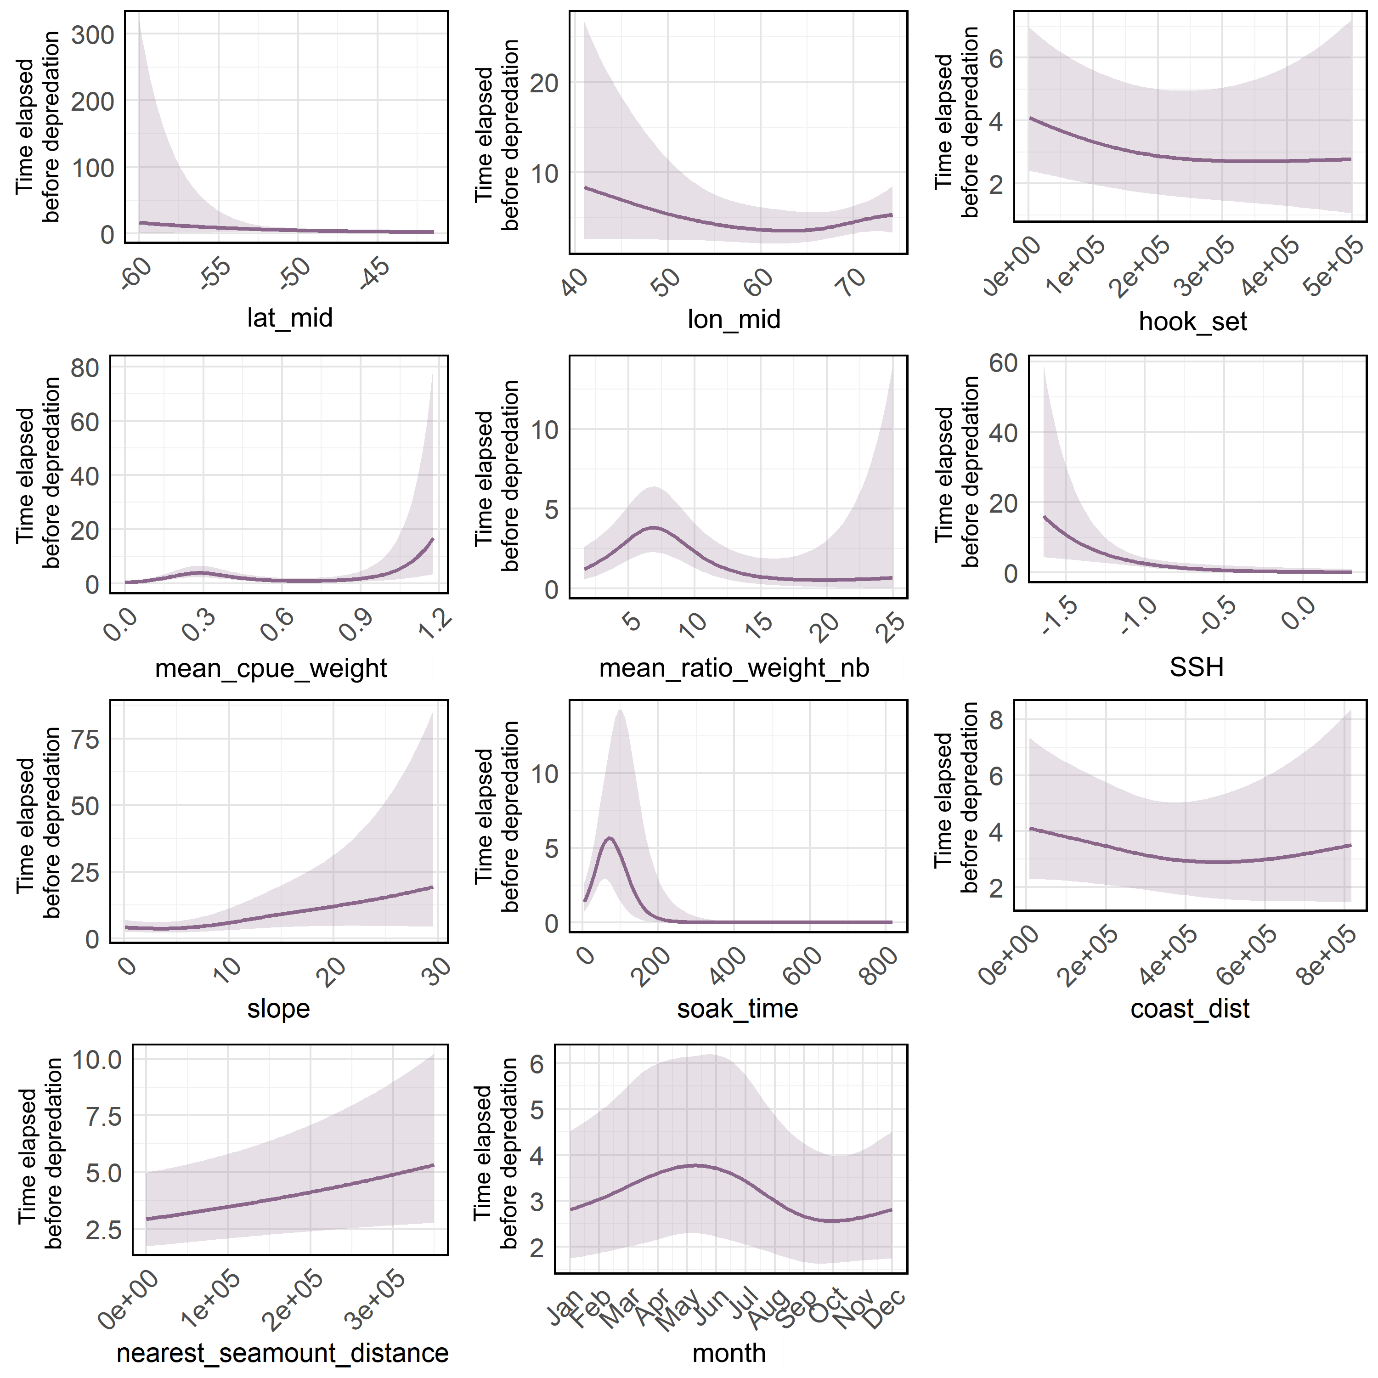 Time elapsed
before depredation
300
200
100
0
-60
-55
-50
-45
lat_mid
Time elapsed
before depredation
20
10
40
50
60
70
lon_mid
Time elapsed
before depredation
6
4
2
0e+00
1e+05
2e+05
3e+05
4e+05
5e+05
hook_set
Time elapsed
before depredation
80
60
40
20
0
0.0
0.3
0.6
0.9
1.2
mean_cpue_weight
Time elapsed
before depredation
10
5
0
5
10
15
20
25
mean_ratio_weight_nb
Time elapsed
before depredation
60
40
20
0
-1.5
-1.0
-0.5
0.0
SSH
Time elapsed
before depredation
75
50
25
0
0
10
20
30
slope
Time elapsed
before depredation
10
5
0
0
200
400
600
800
soak_time
Time elapsed
before depredation
8
6
4
2
0e+00
2e+05
4e+05
6e+05
8e+05
coast_dist
Time elapsed
before depredation
10.0
7.5
5.0
2.5
0e+00
1e+05
2e+05
3e+05
nearest_seamount_distance
Time elapsed
before depredation
6
5
4
3
2
Jan
Feb
Mar
Apr
May
Jun
Jul
Aug
Sep
Oct
Nov
Dec
month